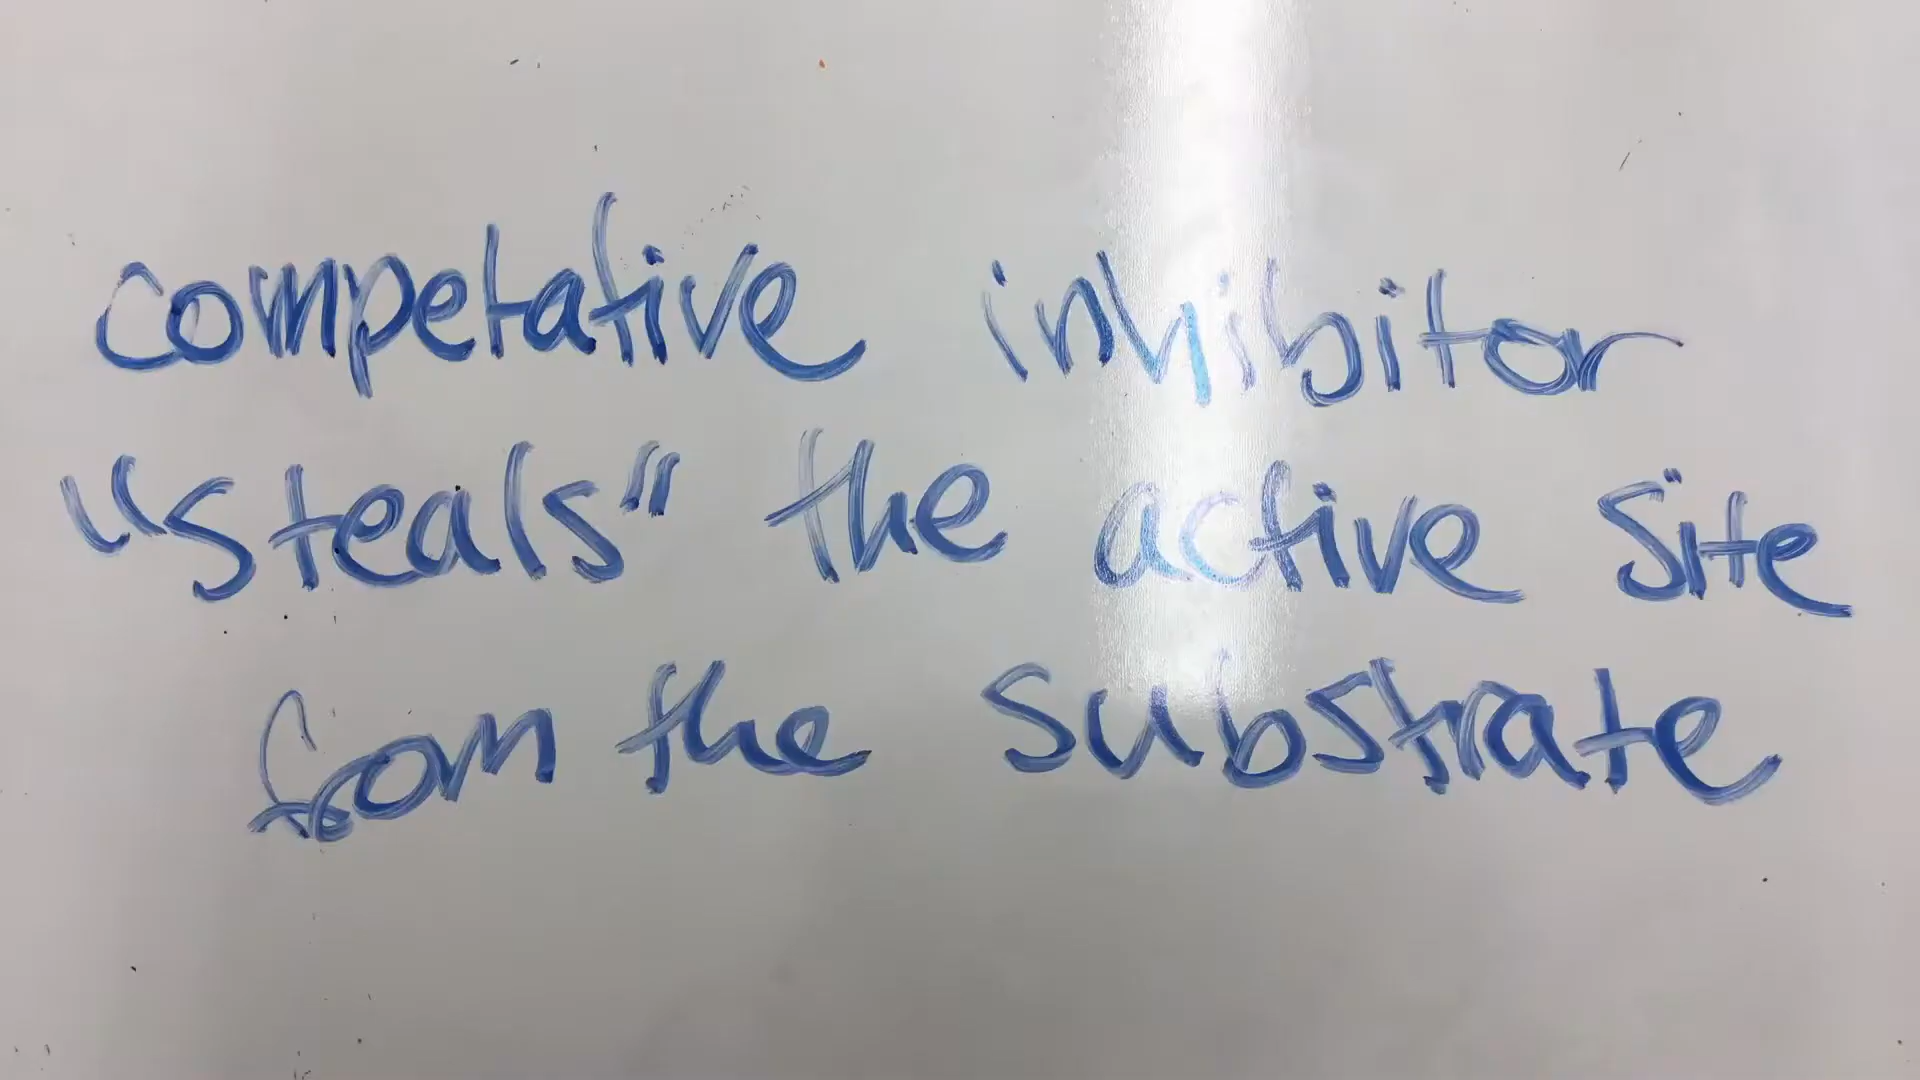 competative inhibitor
"steals" the active site
from the substrate